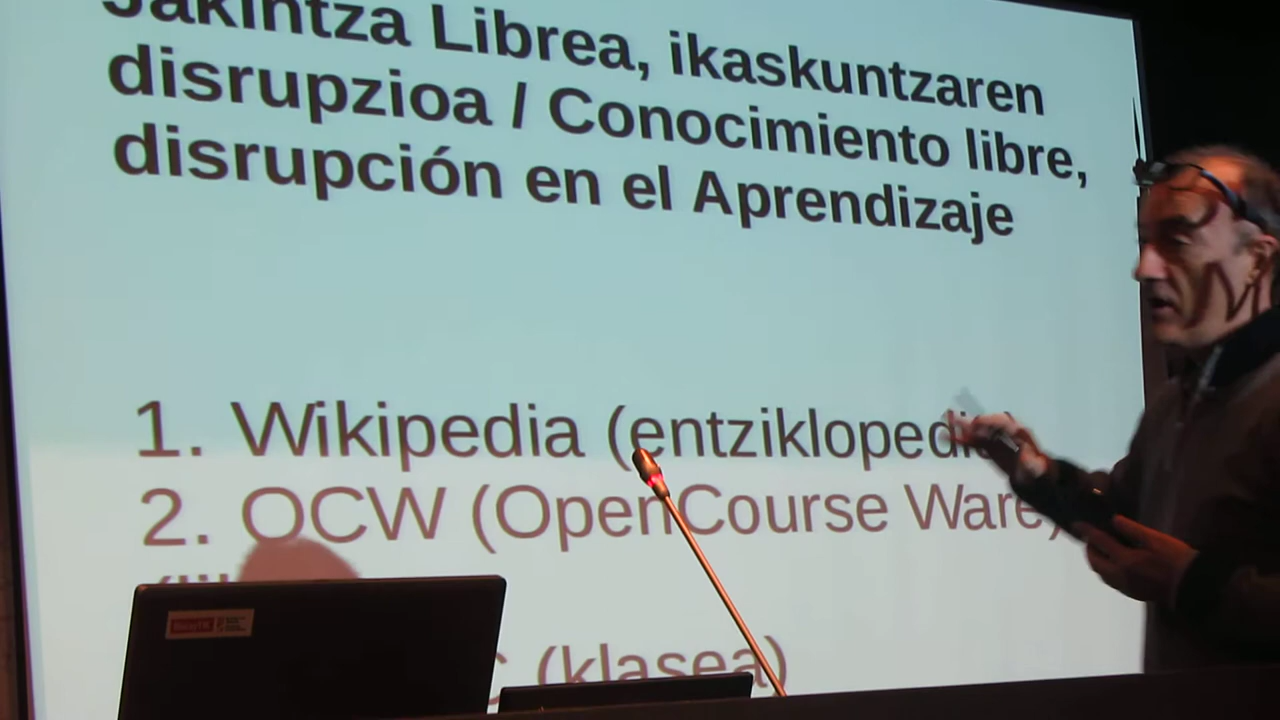 Jakintza Librea, ikaskuntzaren
disrupzioa / Conocimiento libre,
disrupción en el Aprendizaje
1. Wikipedia (entziklopedia)
2. OCW (OpenCourse Ware)
(klasea)